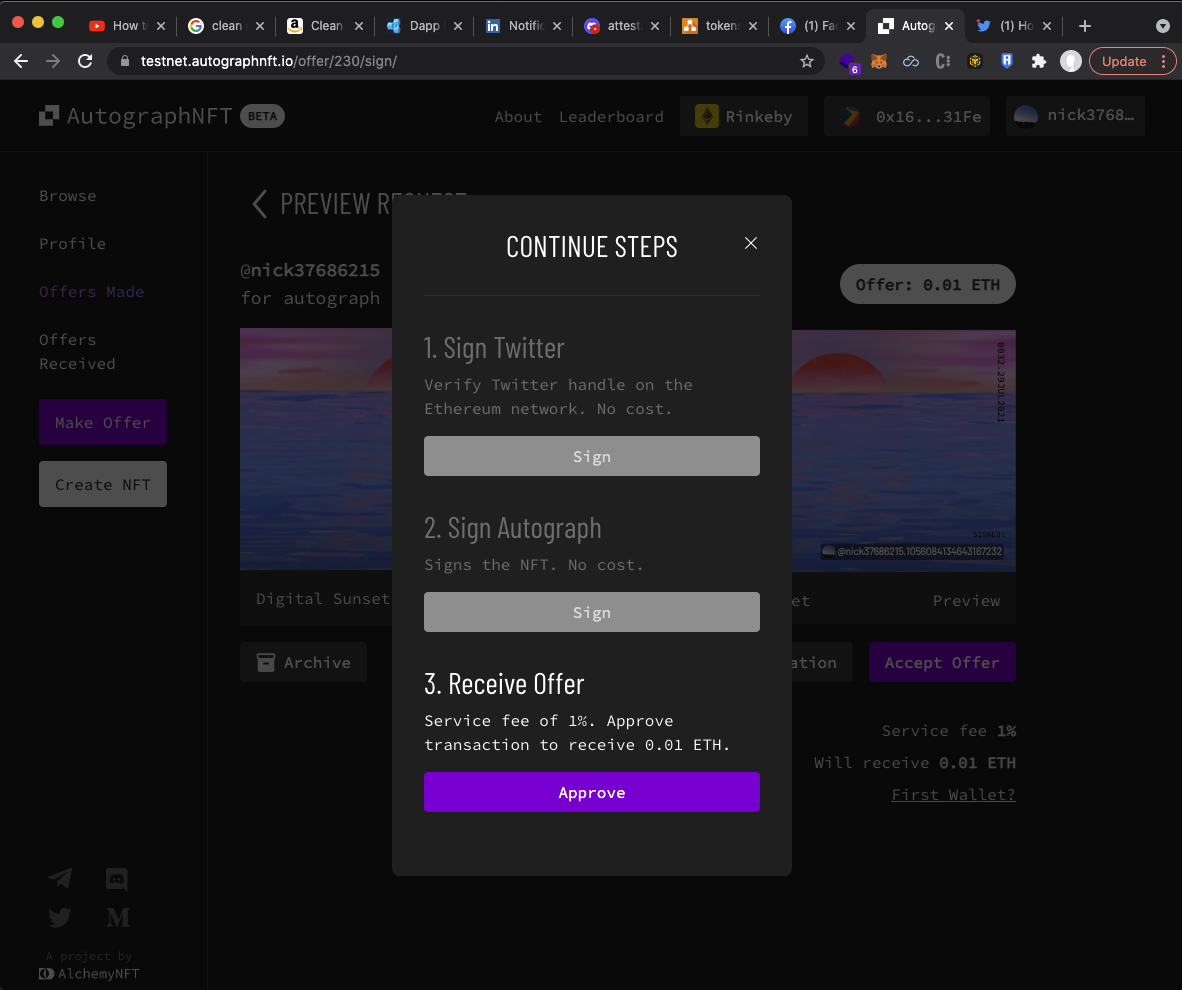 How t
clean
Clean
Dapp
Notific
attest
token
(1) Fa
Autog
(1) Ho
testnet.autographnft.io/offer/230/sign/
6
Update
AutographNFT BETA
About
Leaderboard
Rinkeby
0x16...31Fe
nick3768…
Browse
Profile
Offers Made
Offers
Received
Make Offer
Create NFT
PREVIEW REQUEST
@nick37686215
for autograph
Offer: 0.01 ETH
CONTINUE STEPS
1. Sign Twitter
Verify Twitter handle on the
Ethereum network. No cost.
Sign
2. Sign Autograph
Signs the NFT. No cost.
Sign
3. Receive Offer
Service fee of 1%. Approve
transaction to receive 0.01 ETH.
Approve
0032.29JUL2021
SIGNED:
@nick37686215.1056084134643167232
Digital Sunset
et
Preview
Archive
ation
Accept Offer
Service fee 1%
Will receive 0.01 ETH
First Wallet?
A project by
AlchemyNFT